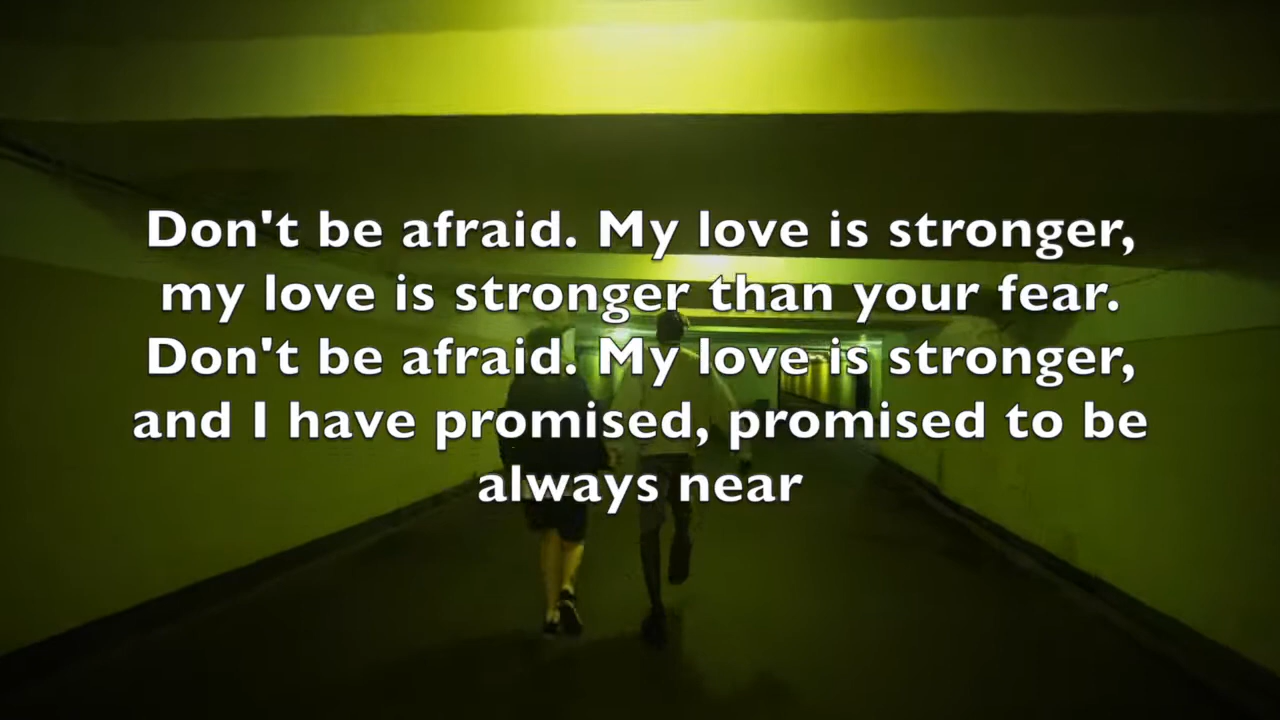 Don't be afraid. My love is stronger,
my love is stronger than your fear.
Don't be afraid. My love is stronger,
and I have promised, promised to be
always near